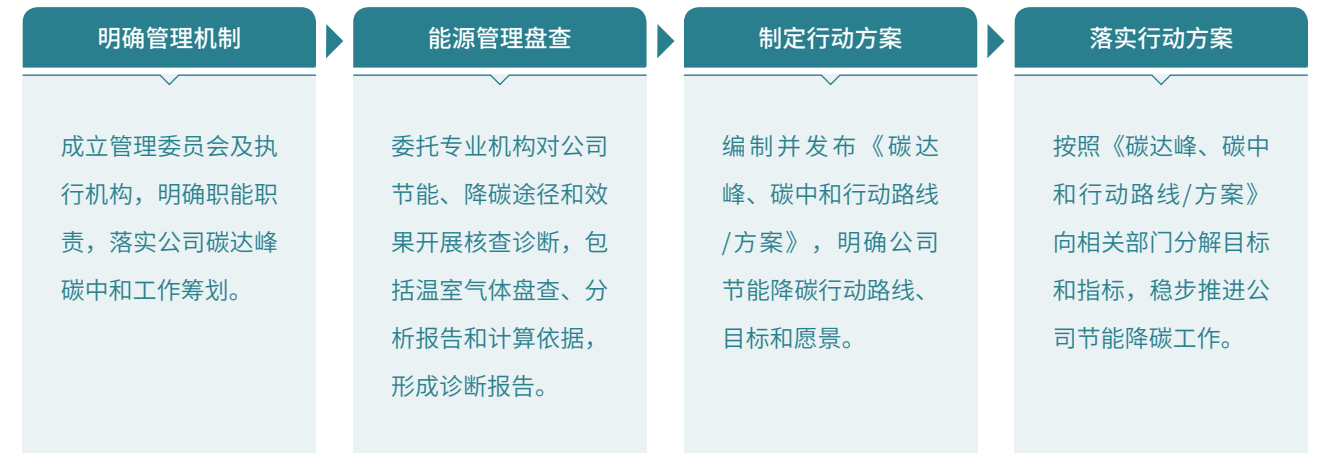 明确管理机制
成立管理委员会及执
行机构，明确职能职
责，落实公司碳达峰
碳中和工作筹划。
能源管理盘查
委托专业机构对公司
节能、降碳途径和效
果开展核查诊断，包
括温室气体盘查、分
析报告和计算依据，
形成诊断报告。
制定行动方案
编制并发布《碳达
峰、碳中和行动路线
/方案》，明确公司
节能降碳行动路线、
目标和愿景。
落实行动方案
按照《碳达峰、碳中
和行动路线/方案》
向相关部门分解目标
和指标，稳步推进公
司节能降碳工作。